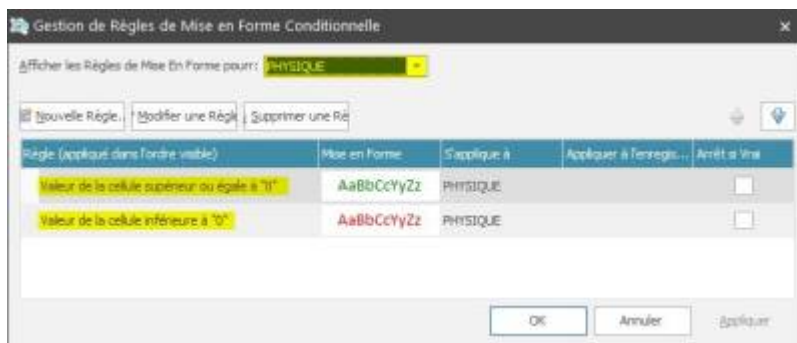 Gestion de Règles de Mise en Forme Conditionnelle
Afficher les Règles de Mise En Forme pour: PHYSIQUE
Nouvelle Règle... Modifier une Règle Supprimer une Rè
Règle (appliqué dans l'ordre visible) Mise en Forme S'applique à Appliquer à l'enregis... Arrêt si Vrai
Valeur de la cellule supérieur ou égale à "0" AaBbCcYyZz PHYSIQUE
Valeur de la cellule inférieure à "0" AaBbCcYyZz PHYSIQUE
OK Annuler Appliquer